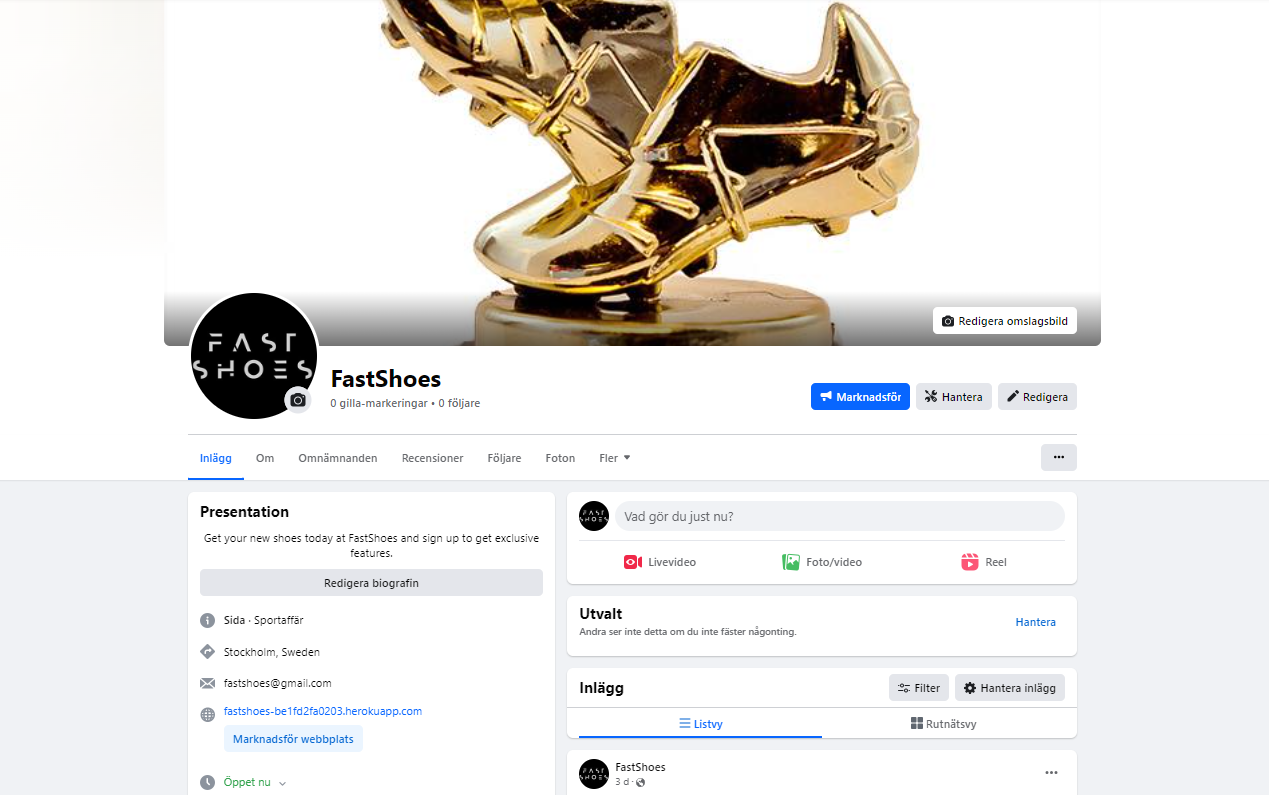 Redigera omslagsbild
FAST
SHOES
FastShoes
0 gilla-markeringar • 0 följare
Marknadsför
Hantera
Redigera
Inlägg
Om
Omnämnanden
Recensioner
Följare
Foton
Fler
Presentation
Get your new shoes today at FastShoes and sign up to get exclusive
features.
Redigera biografin
Sida · Sportaffär
Stockholm, Sweden
fastshoes@gmail.com
fastshoes-be1fd2fa0203.herokuapp.com
Marknadsför webbplats
Öppet nu
FAST
SHOES
Vad gör du just nu?
Livevideo
Foto/video
Reel
Utvalt
Andra ser inte detta om du inte fäster någonting.
Hantera
Inlägg
Filter
Hantera inlägg
Listvy
Rutnätsvy
FAST
SHOES
FastShoes
3 d ·